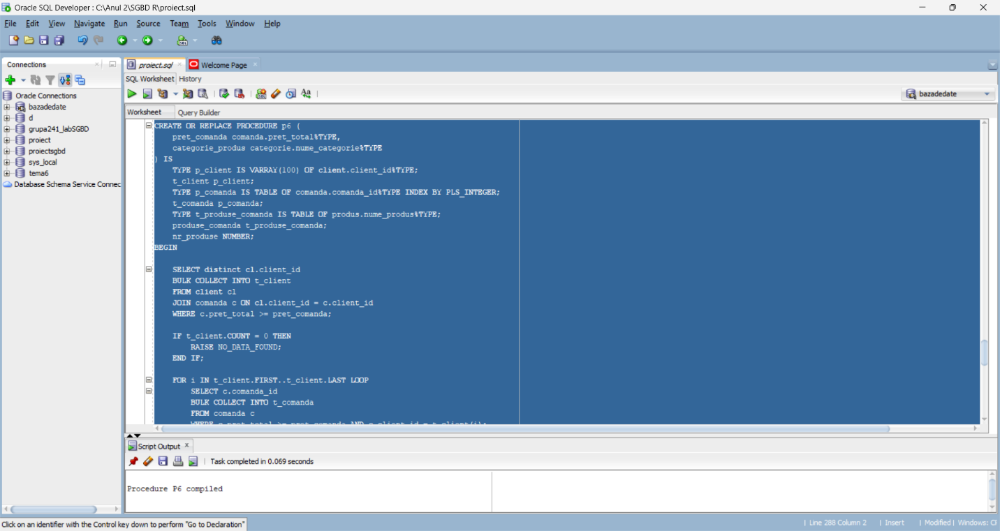 Oracle SQL Developer : C:\Anul 2\SGBD R\proiect.sql
File Edit View Navigate Run Source Team Tools Window Help
Connections
proiect.sql
Welcome Page
SQL Worksheet History
bazadedate
Worksheet Query Builder
Oracle Connections
bazadedate
d
grupa241_labSGBD
proiect
proiectsgbd
sys_local
tema6
Database Schema Service Connec
CREATE OR REPLACE PROCEDURE p6 (
pret_comanda comanda.pret_total%TYPE,
categorie_produs categorie.nume_categorie%TYPE
) IS
TYPE p_client IS VARRAY(100) OF client.client_id%TYPE;
t_client p_client;
TYPE p_comanda IS TABLE OF comanda.comanda_id%TYPE INDEX BY PLS_INTEGER;
t_comanda p_comanda;
TYPE t_produse_comanda IS TABLE OF produs.nume_produs%TYPE;
produse_comanda t_produse_comanda;
nr_produse NUMBER;
BEGIN
SELECT distinct cl.client_id
BULK COLLECT INTO t_client
FROM client cl
JOIN comanda c ON cl.client_id = c.client_id
WHERE c.pret_total >= pret_comanda;
IF t_client.COUNT = 0 THEN
RAISE NO_DATA_FOUND;
END IF;
FOR i IN t_client.FIRST..t_client.LAST LOOP
SELECT c.comanda_id
BULK COLLECT INTO t_comanda
FROM comanda c
WHERE c.pret_total >= pret_comanda AND c.client_id = t_client(i);
Script Output
Task completed in 0.069 seconds
Procedure P6 compiled
Click on an identifier with the Control key down to perform "Go to Declaration"
Line 288 Column 2 | Insert | Modified | Windows: CR